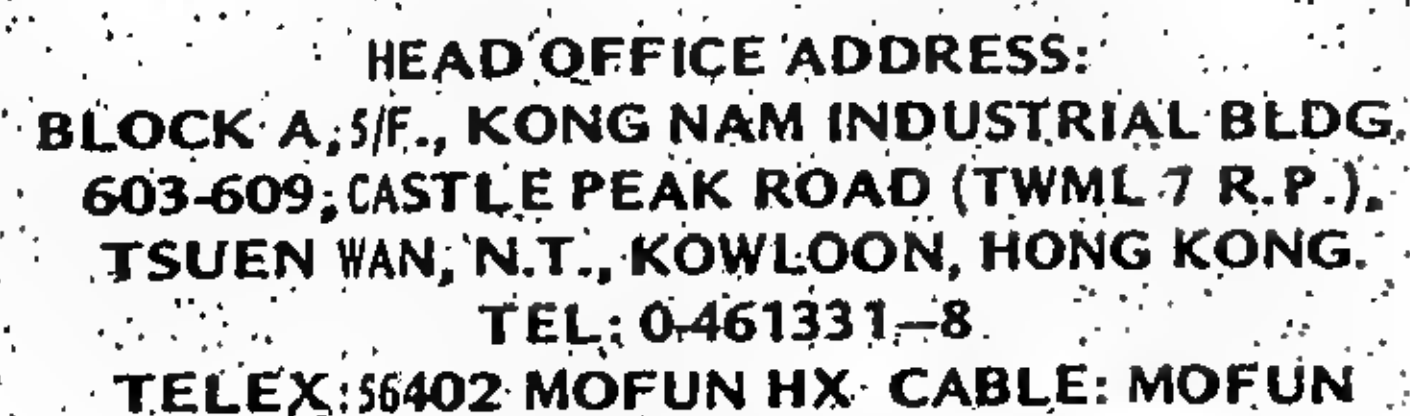 HEAD OFFICE ADDRESS:
BLOCK A, 5/F., KONG NAM INDUSTRIAL BLDG.
603-609, CASTLE PEAK ROAD (TWML 7 R.P.),
TSUEN WAN, N.T., KOWLOON, HONG KONG.
TEL: 0-461331—8
TELEX: 56402 MOFUN HX CABLE: MOFUN